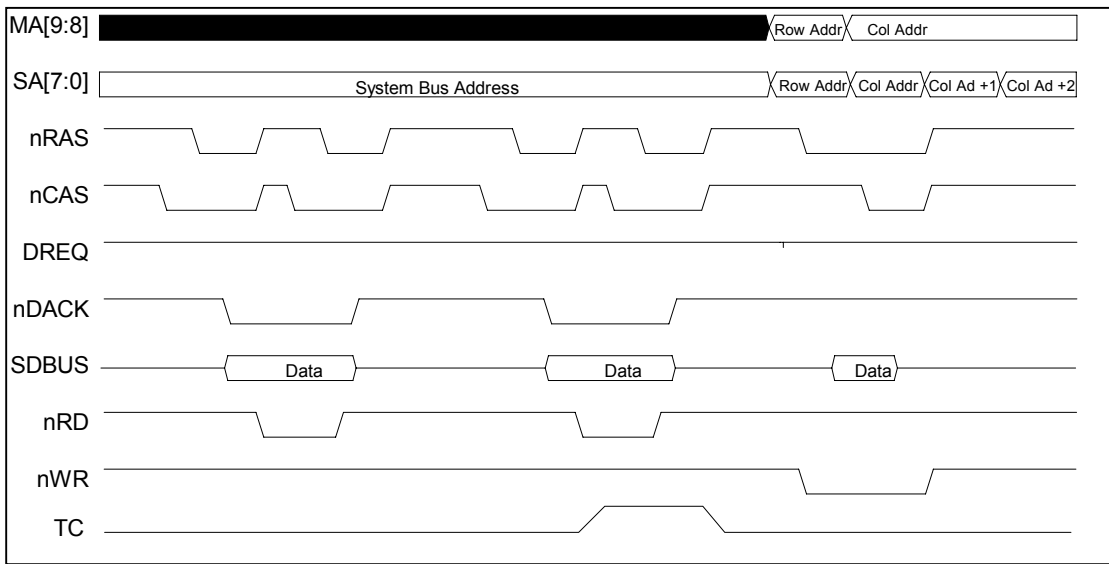 MA[9:8] Row Addr Col Addr
SA[7:0] System Bus Address Row Addr Col Addr Col Ad +1 Col Ad +2
nRAS
nCAS
DREQ
nDACK
SDBUS Data Data Data
nRD
nWR
TC